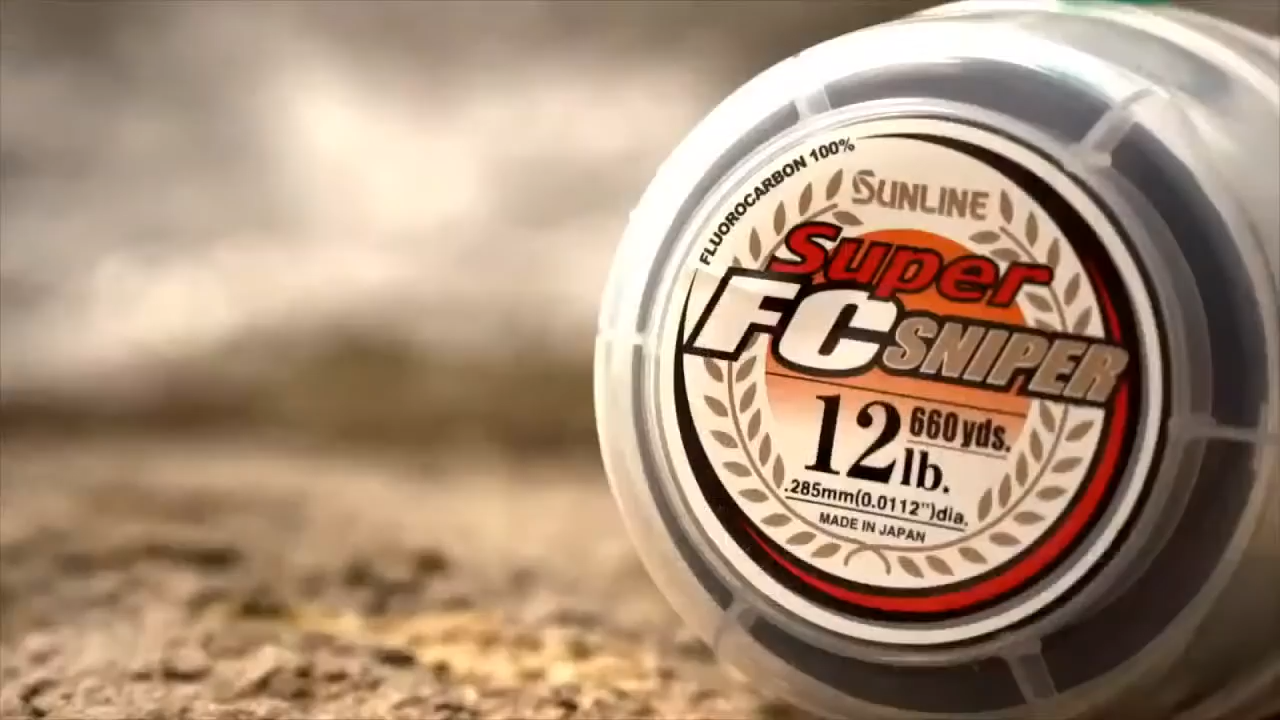 FLUOROCARBON 100%
SUNLINE
Super
FC SNIPER
12 lb.
660 yds.
.285mm(0.0112")dia.
MADE IN JAPAN